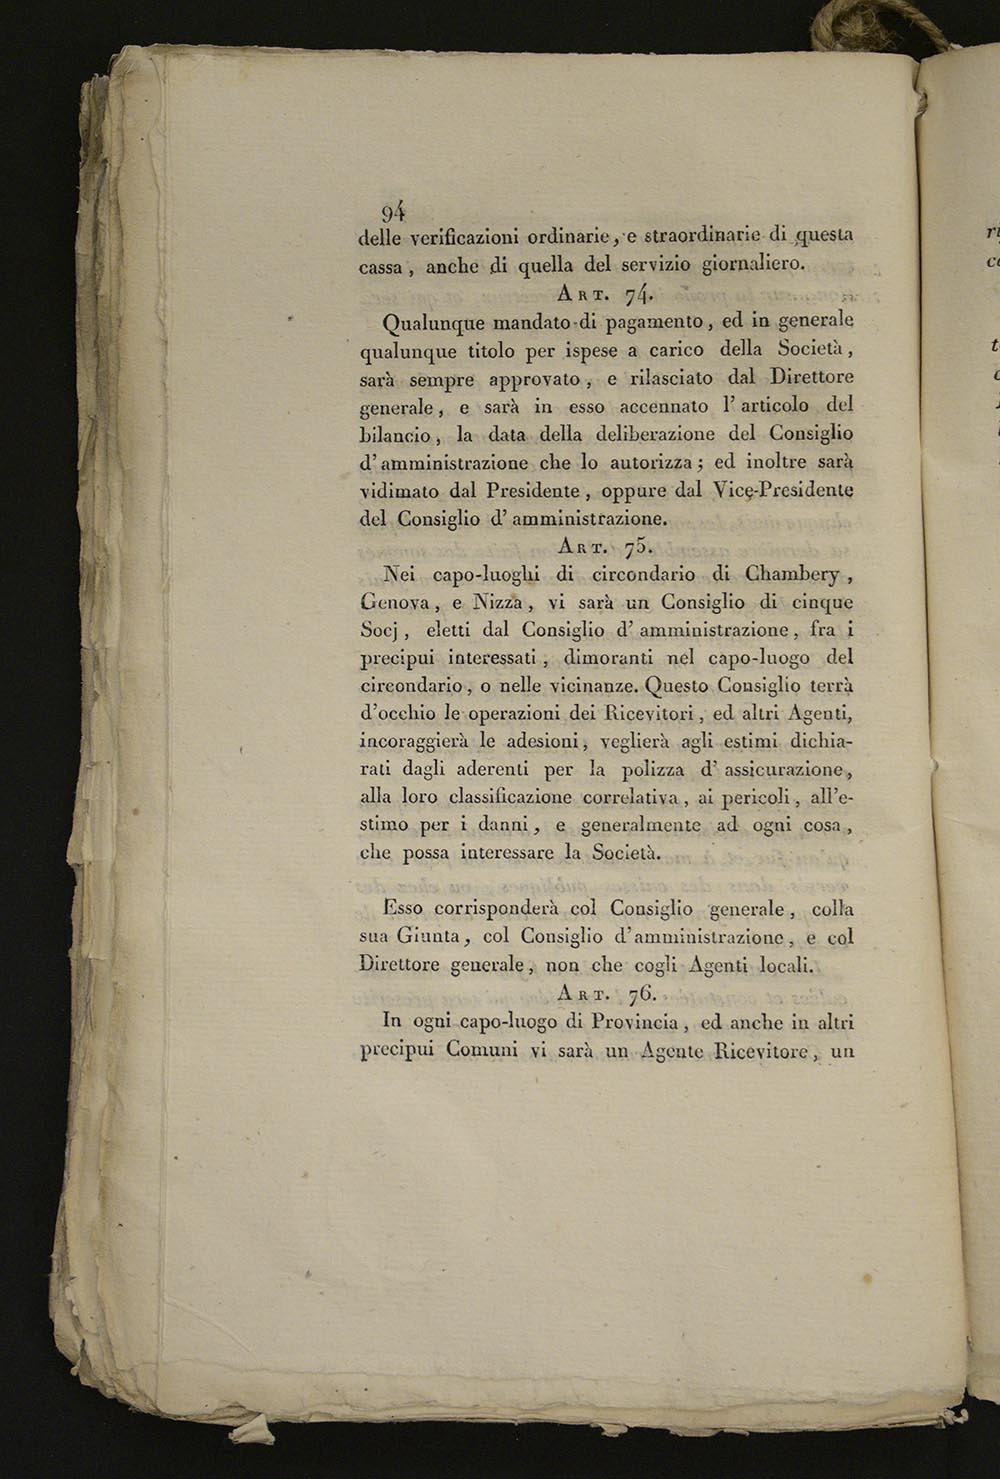 94
delle verificazioni ordinarie, e straordinarie di questa
cassa, anche di quella del servizio giornaliero.
ART. 74.
Qualunque mandato di pagamento, ed in generale
qualunque titolo per ispese a carico della Società,
sarà sempre approvato, e rilasciato dal Direttore
generale, e sarà in esso accennato l' articolo del
bilancio, la data della deliberazione del Consiglio
d' amministrazione che lo autorizza; ed inoltre sarà
vidimato dal Presidente, oppure dal Vice-Presidente
del Consiglio d' amministrazione.
ART. 75.
Nei capo-luoghi di circondario di Chambery,
Genova, e Nizza, vi sarà un Consiglio di cinque
Socj, eletti dal Consiglio d' amministrazione, fra i
precipui interessati, dimoranti nel capo-luogo del
circondario, o nelle vicinanze. Questo Consiglio terrà
d'occhio le operazioni dei Ricevitori, ed altri Agenti,
incoraggierà le adesioni, veglierà agli estimi dichia-
rati dagli aderenti per la polizza d' assicurazione,
alla loro classificazione correlativa, ai pericoli, all'e-
stimo per i danni, e generalmente ad ogni cosa,
che possa interessare la Società.
Esso corrisponderà col Consiglio generale, colla
sua Giunta, col Consiglio d'amministrazione, e col
Direttore generale, non che cogli Agenti locali.
ART. 76.
In ogni capo-luogo di Provincia, ed anche in altri
precipui Comuni vi sarà un Agente Ricevitore, un